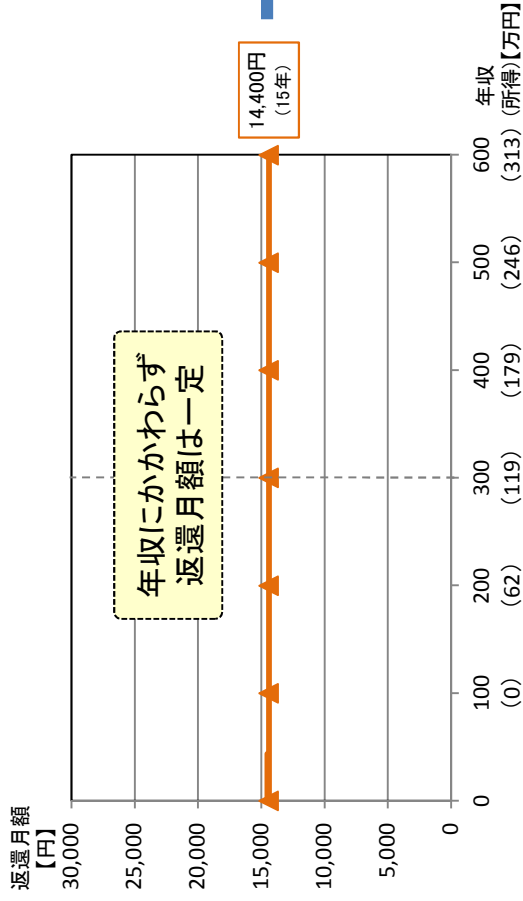 返還月額
【円】
30,000
25,000
20,000
15,000
10,000
5,000
0
年収にかかわらず
返還月額は一定
14,400円
(15年)
0 100 200 300 400 500 600 年収
(0) (62) (119) (179) (246) (313) (所得)【万円】